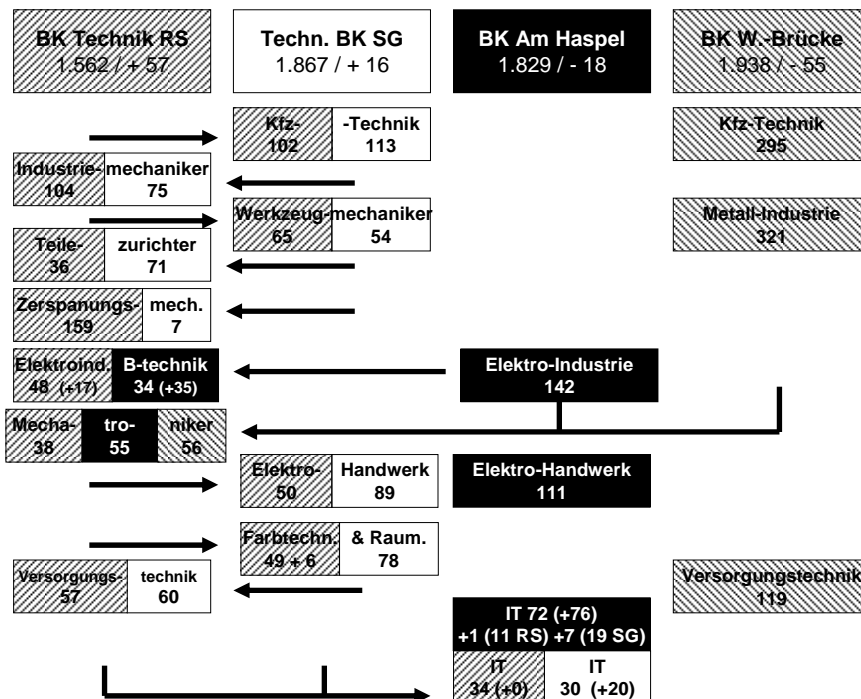 BK Technik RS
1.562 / + 57
Techn. BK SG
1.867 / + 16
BK Am Haspel
1.829 / - 18
BK W.-Brücke
1.938 / - 55
Kfz- -Technik
102 113
Kfz-Technik
295
Industrie- mechaniker
104 75
Werkzeug- mechaniker
65 54
Metall-Industrie
321
Teile- zurichter
36 71
Zerspanungs- mech.
159 7
Elektroind. B-technik
48 (+17) 34 (+35)
Elektro-Industrie
142
Mecha- tro- niker
38 55 56
Elektro- Handwerk
50 89
Elektro-Handwerk
111
Farbtechn. & Raum.
49 + 6 78
Versorgungs- technik
57 60
Versorgungstechnik
119
IT 72 (+76)
+1 (11 RS) +7 (19 SG)
IT IT
34 (+0) 30 (+20)